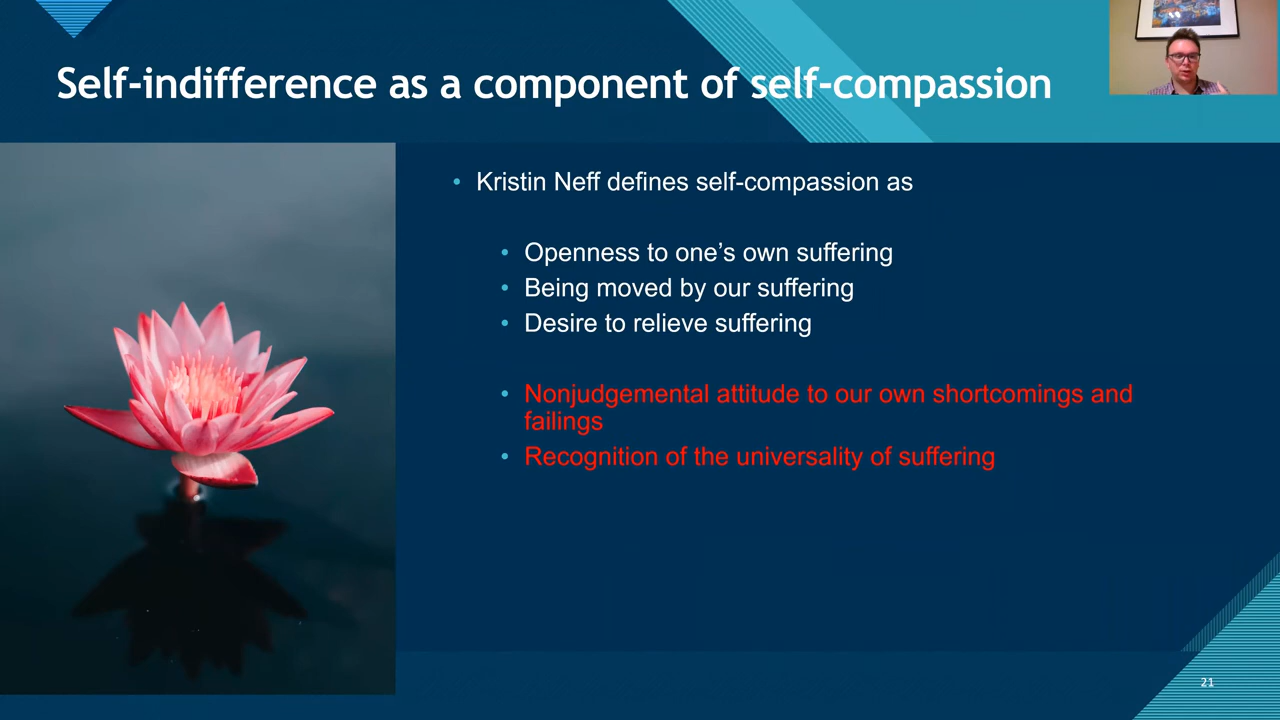 Self-indifference as a component of self-compassion
• Kristin Neff defines self-compassion as
• Openness to one’s own suffering
• Being moved by our suffering
• Desire to relieve suffering
• Nonjudgemental attitude to our own shortcomings and
failings
• Recognition of the universality of suffering
21